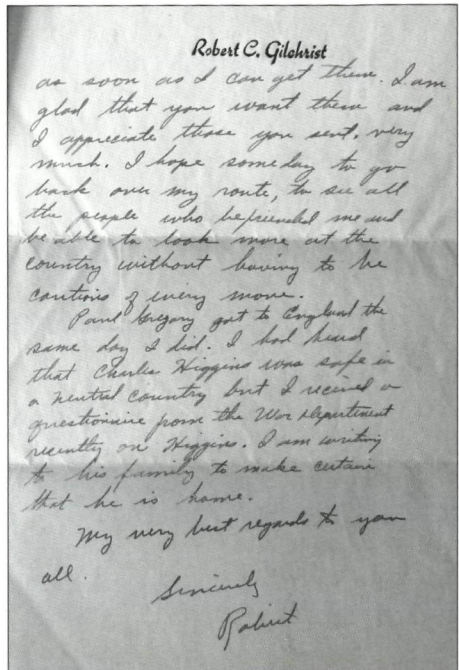 Robert C. Gilchrist
as soon as I can get them. I am
glad that you want them and
I appreciate those you sent, very
much. I hope someday to go
back over my route, to see all
the people who befriended me and
be able to look more at the
country without having to be
cautious of every move.
Paul Gregory got to England the
same day I did. I had heard
that Charlie Higgins was safe in
a neutral country but I received a
questionnaire from the War Department
recently on Higgins. I am writing
to his family to make certain
that he is home.
My very best regards to you
all.
Sincerely
Robert